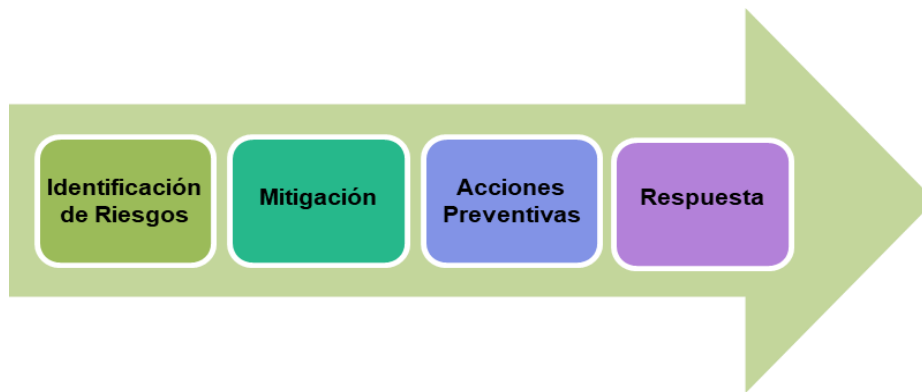 Identificación
de Riesgos
Mitigación
Acciones
Preventivas
Respuesta